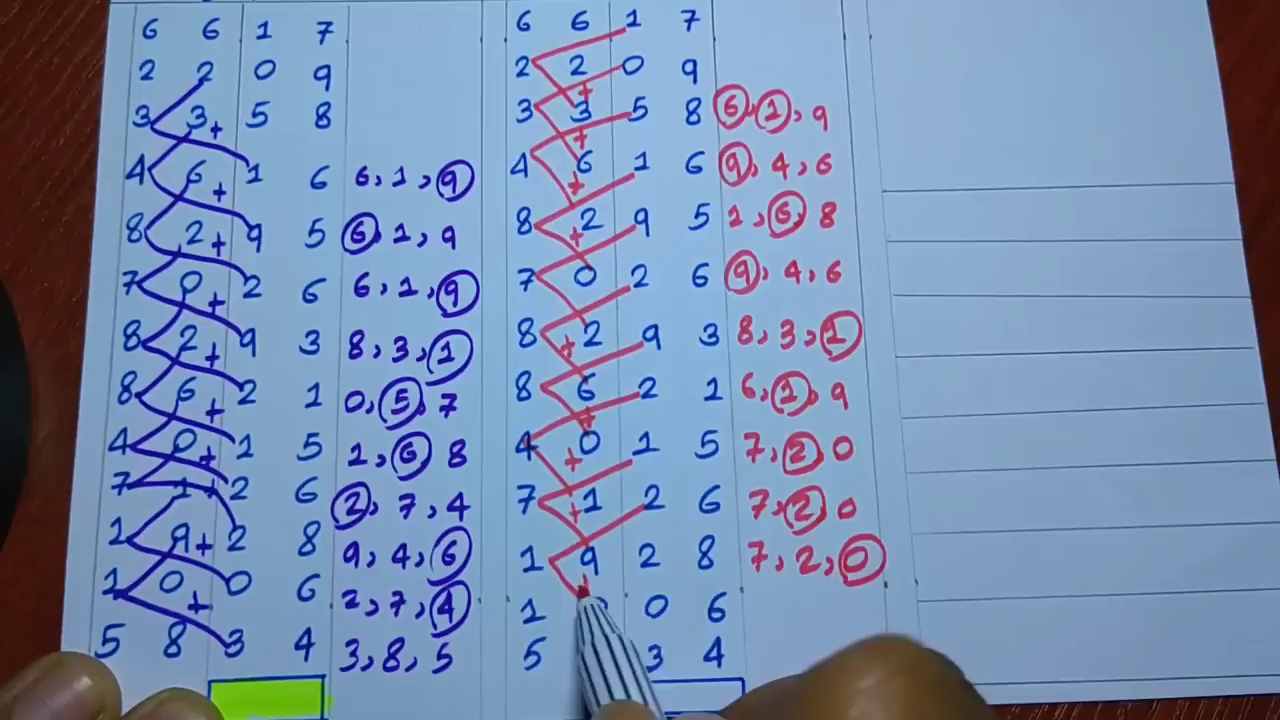 6 6 1 7
2 2 0 9
3 3 + 5 8
4 6 + 1 6 6, 1, 9
8 2 + 9 5 6, 1, 9
7 0 + 2 6 6, 1, 9
8 2 + 9 3 8, 3, 1
8 6 + 2 1 0, 5, 7
4 0 + 1 5 1, 6, 8
7 1 + 2 6 2, 7, 4
1 9 + 2 8 9, 4, 6
1 0 + 0 6 2, 7, 4
5 8 3 4 3, 8, 5
6 6 1 7
2 2 + 0 9
3 3 + 5 8 6, 1, 9
4 6 + 1 6 9, 4, 6
8 + 2 9 5 1, 6, 8
7 0 2 6 9, 4, 6
8 + 2 9 3 8, 3, 1
8 6 + 2 1 6, 1, 9
4 + 0 1 5 7, 2, 0
7 + 1 2 6 7, 2, 0
1 9 + 2 8 7, 2, 0
1 0 6
5 3 4